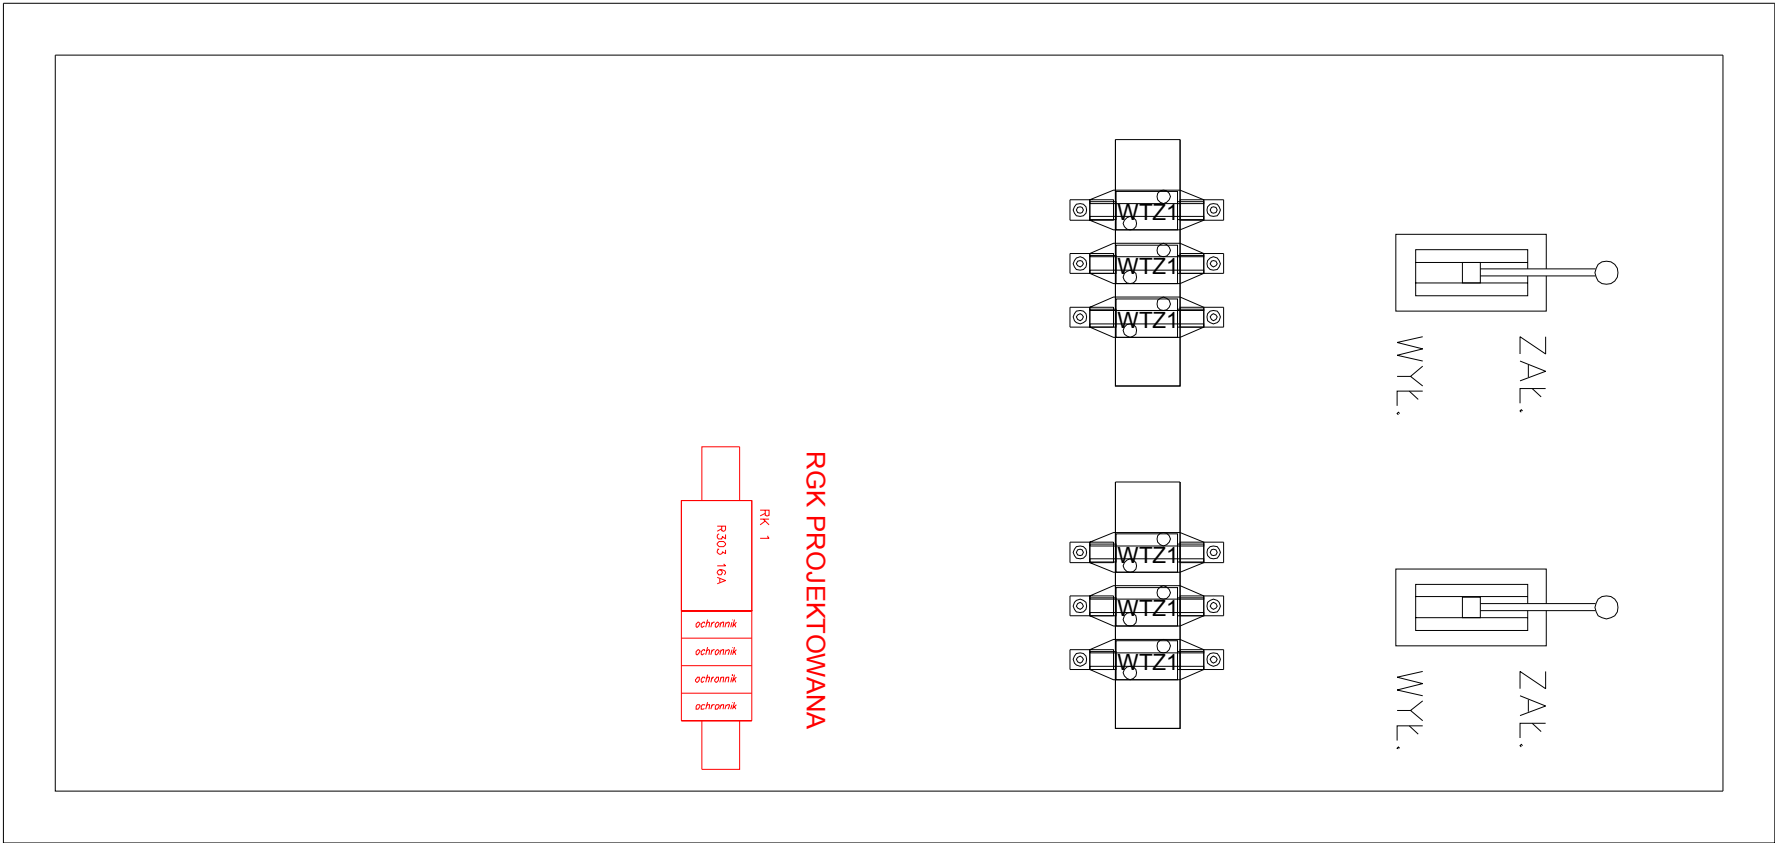 WTZ1
WTZ1
WTZ1
ZAŁ.
WYŁ.
WTZ1
WTZ1
WTZ1
ZAŁ.
WYŁ.
RGK PROJEKTOWANA
RK 1
R303 16A
ochronnik
ochronnik
ochronnik
ochronnik